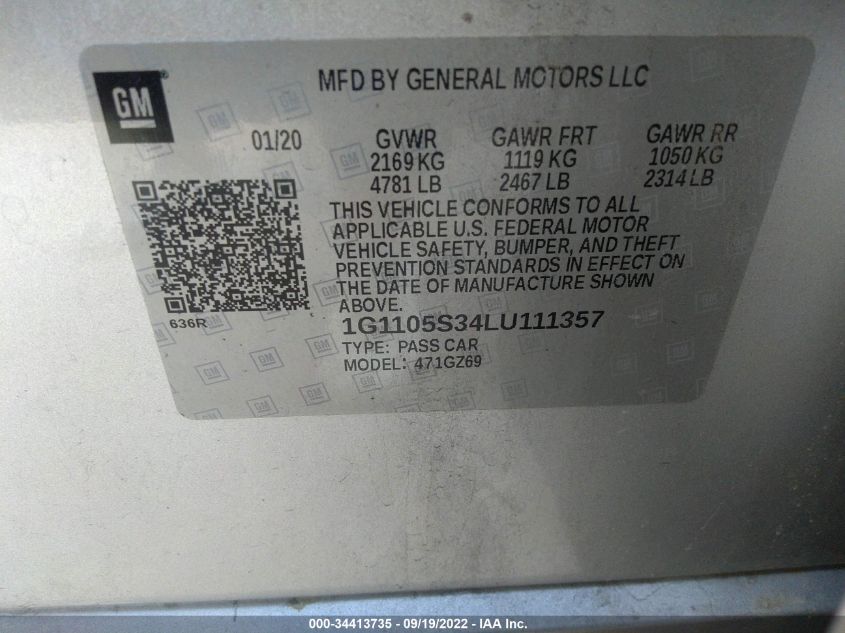 GM
®
MFD BY GENERAL MOTORS LLC
01/20 GVWR GAWR FRT GAWR RR
2169 KG 1119 KG 1050 KG
4781 LB 2467 LB 2314 LB
THIS VEHICLE CONFORMS TO ALL
APPLICABLE U.S. FEDERAL MOTOR
VEHICLE SAFETY, BUMPER, AND THEFT
PREVENTION STANDARDS IN EFFECT ON
THE DATE OF MANUFACTURE SHOWN
ABOVE.
636R
1G1105S34LU111357
TYPE: PASS CAR
MODEL: 471GZ69
000-34413735 - 09/19/2022 - IAA Inc.